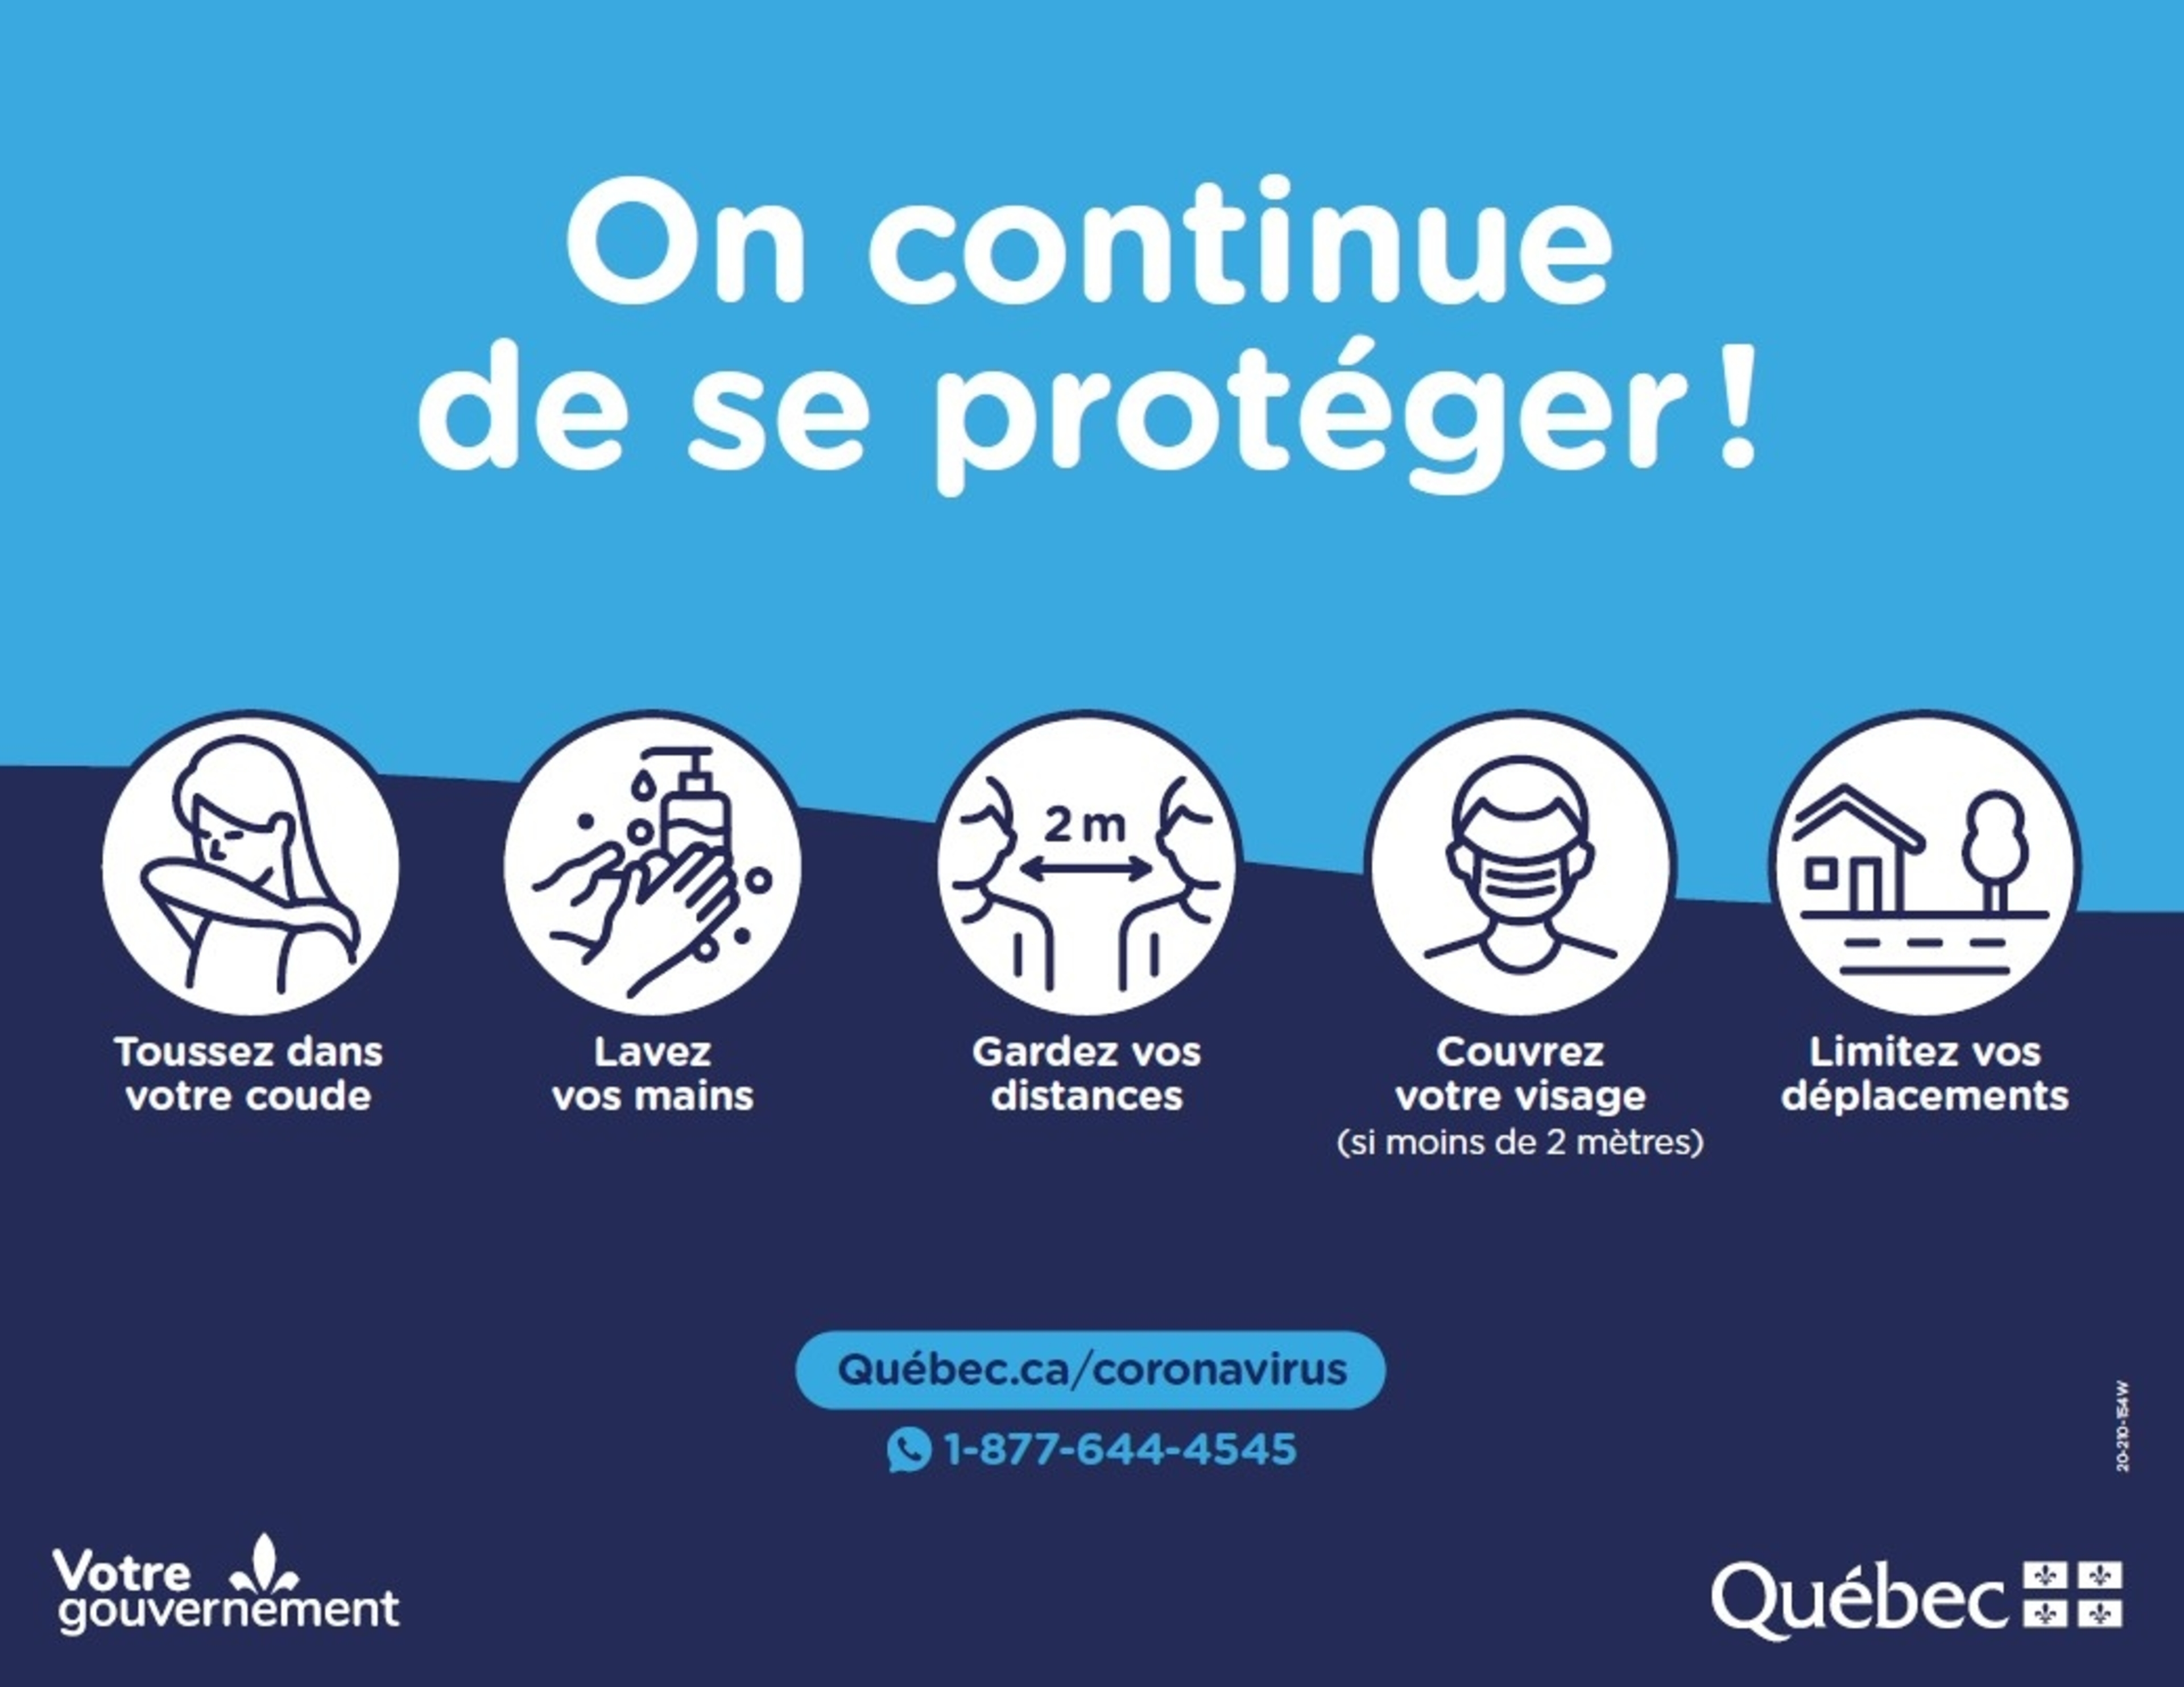 On continue
de se protéger !
2 m
Toussez dans
votre coude
Lavez
vos mains
Gardez vos
distances
Couvrez
votre visage
(si moins de 2 mètres)
Limitez vos
déplacements
Québec.ca/coronavirus
1-877-644-4545
20-210-154W
Votre
gouvernement
Québec